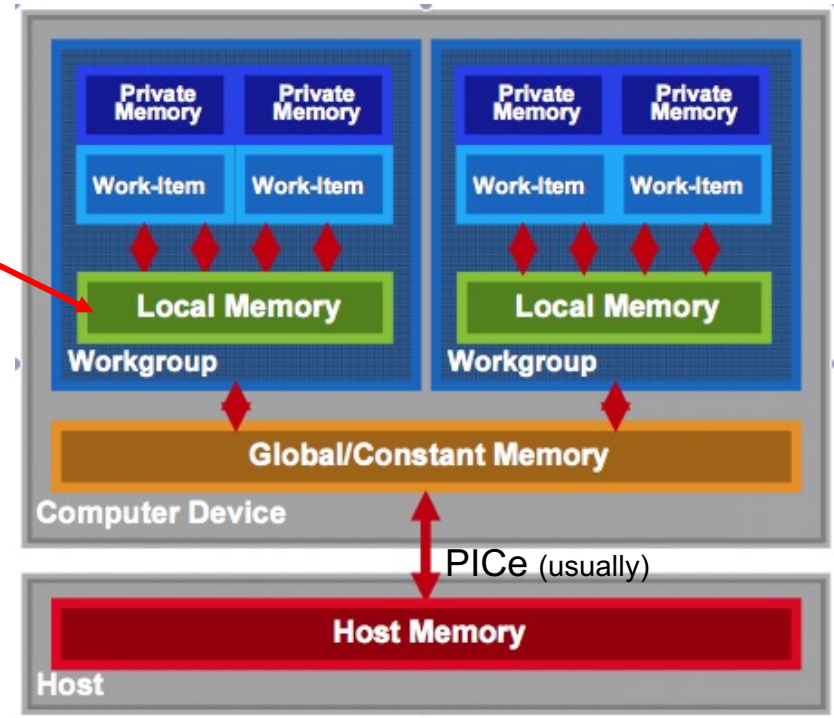 Private Memory
Private Memory
Private Memory
Private Memory
Work-Item
Work-Item
Work-Item
Work-Item
Local Memory
Local Memory
Workgroup
Workgroup
Global/Constant Memory
Computer Device
PICe (usually)
Host Memory
Host